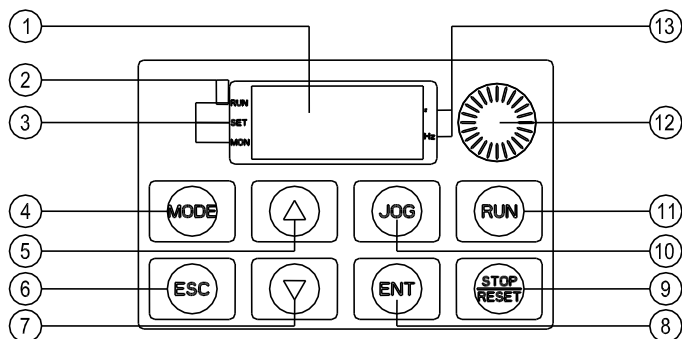 1
13
2
RUN
3
SET
Hz
12
MON
4
MODE
JOG
RUN
11
5
10
6
ESC
ENT
STOP
RESET
9
7
8